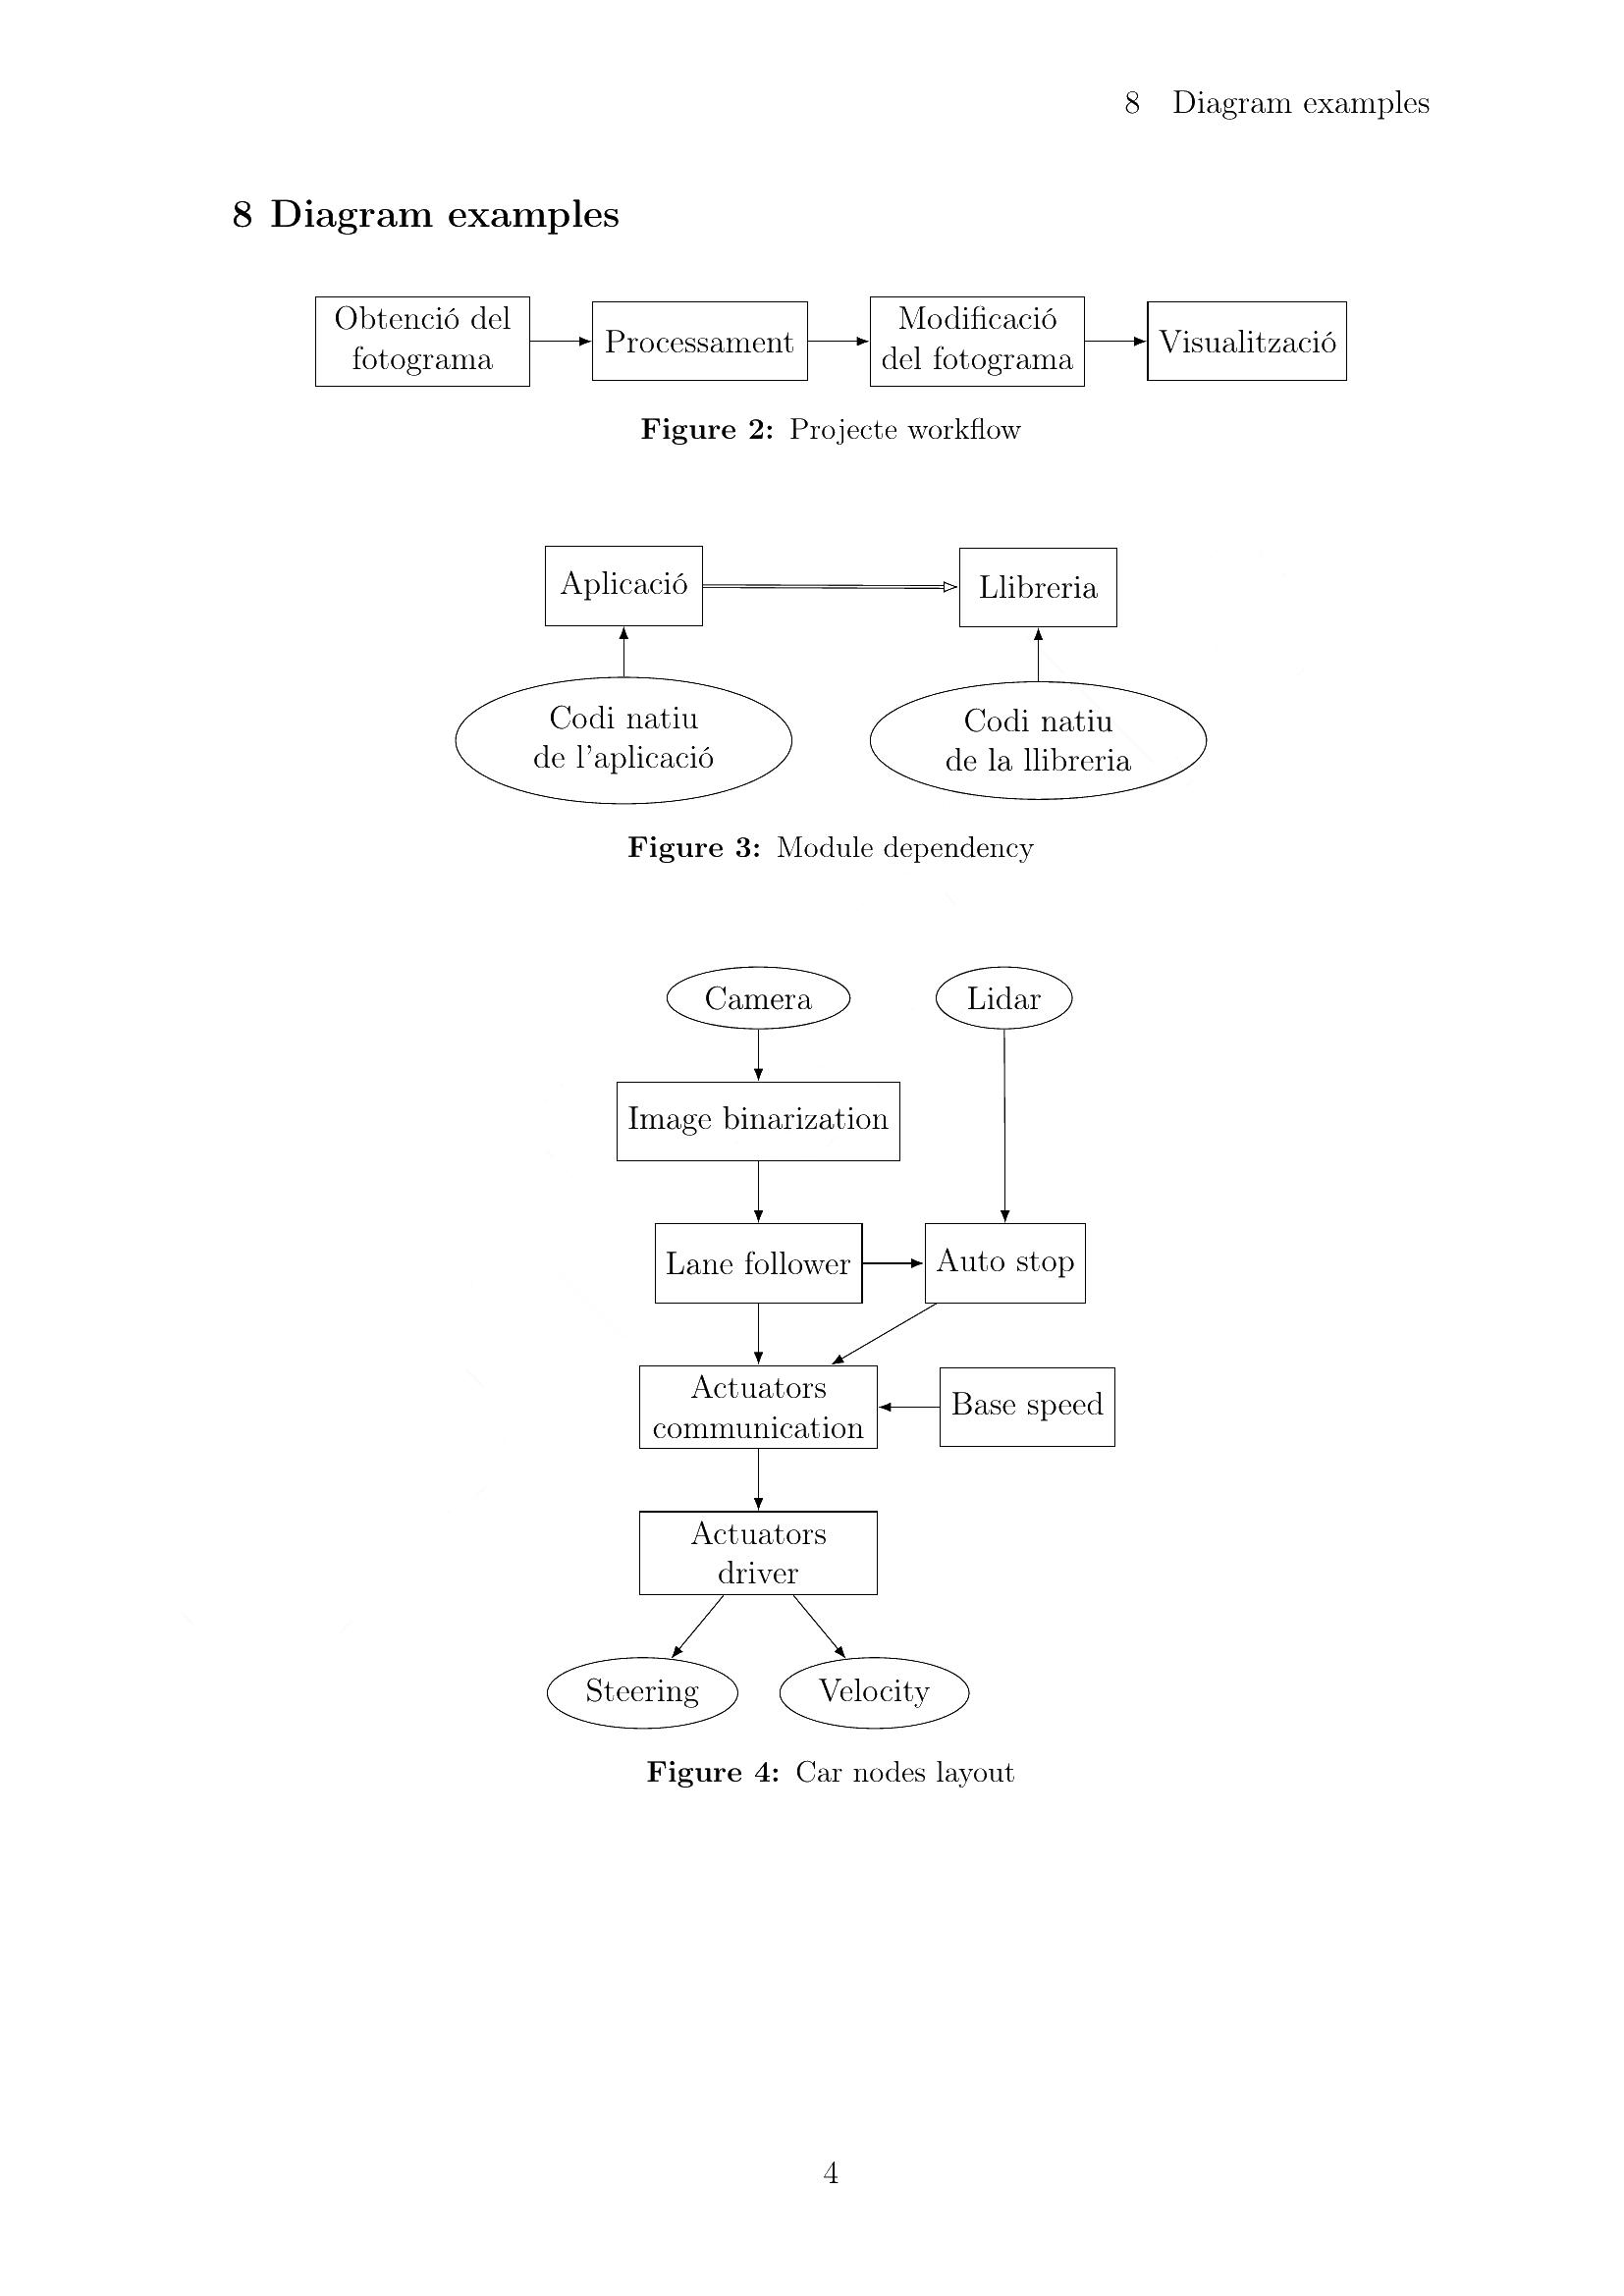 8 Diagram examples
8 Diagram examples
Obtenció del
fotograma
Processament
Modificació
del fotograma
Visualització
Figure 2: Projecte workflow
Aplicació
Llibreria
Codi natiu
de l'aplicació
Codi natiu
de la llibreria
Figure 3: Module dependency
Camera
Lidar
Image binarization
Lane follower
Auto stop
Actuators
communication
Base speed
Actuators
driver
Steering
Velocity
Figure 4: Car nodes layout
4